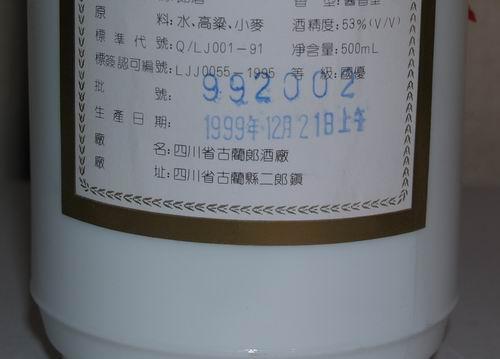 原 料:水、高粱、小麥 酒精度:53%(V/V)
標準代號:Q/LJ001-91 净含量:500mL
標簽認可編號:LJJ0055-1995 等 級:國優
批 號: 992002
生產日期: 1999年12月21日上午
廠 名:四川省古藺郎酒廠
廠 址:四川省古藺縣二郎鎮